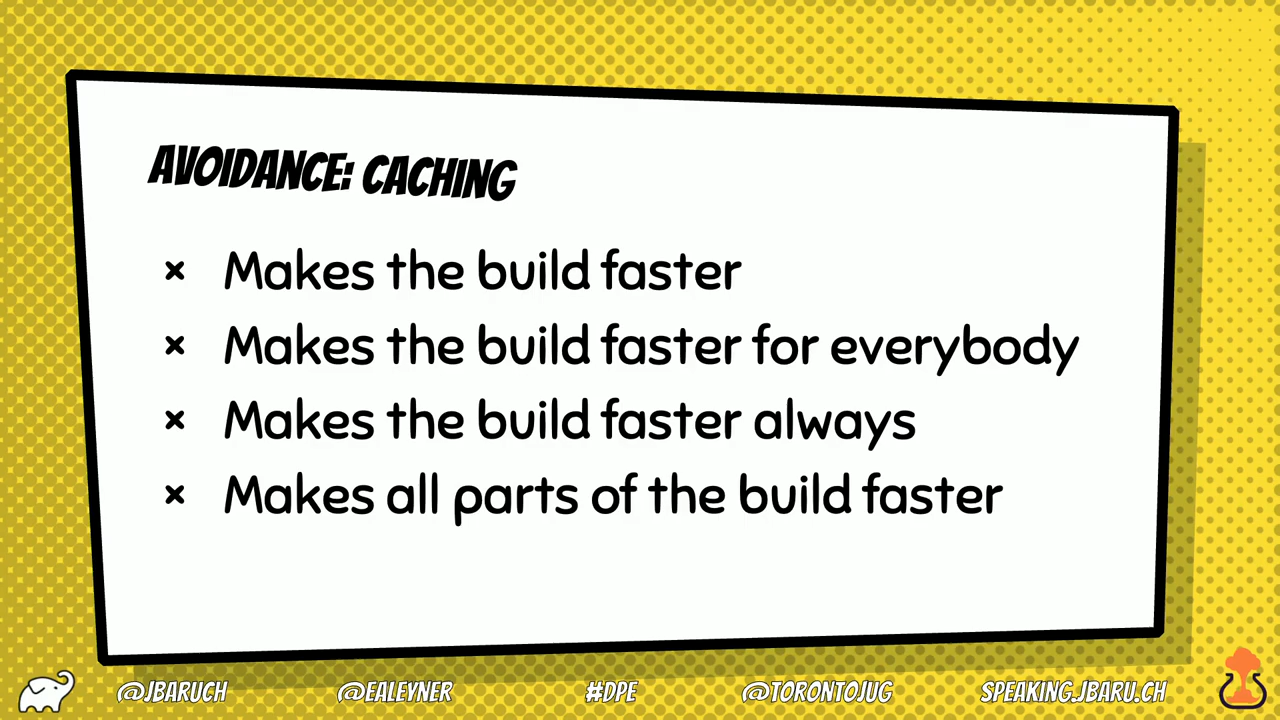 AVOIDANCE: CACHING
× Makes the build faster
× Makes the build faster for everybody
× Makes the build faster always
× Makes all parts of the build faster
@JBARUCH @EALEYNER #DPE @TORONTOJUG SPEAKING.JBARU.CH